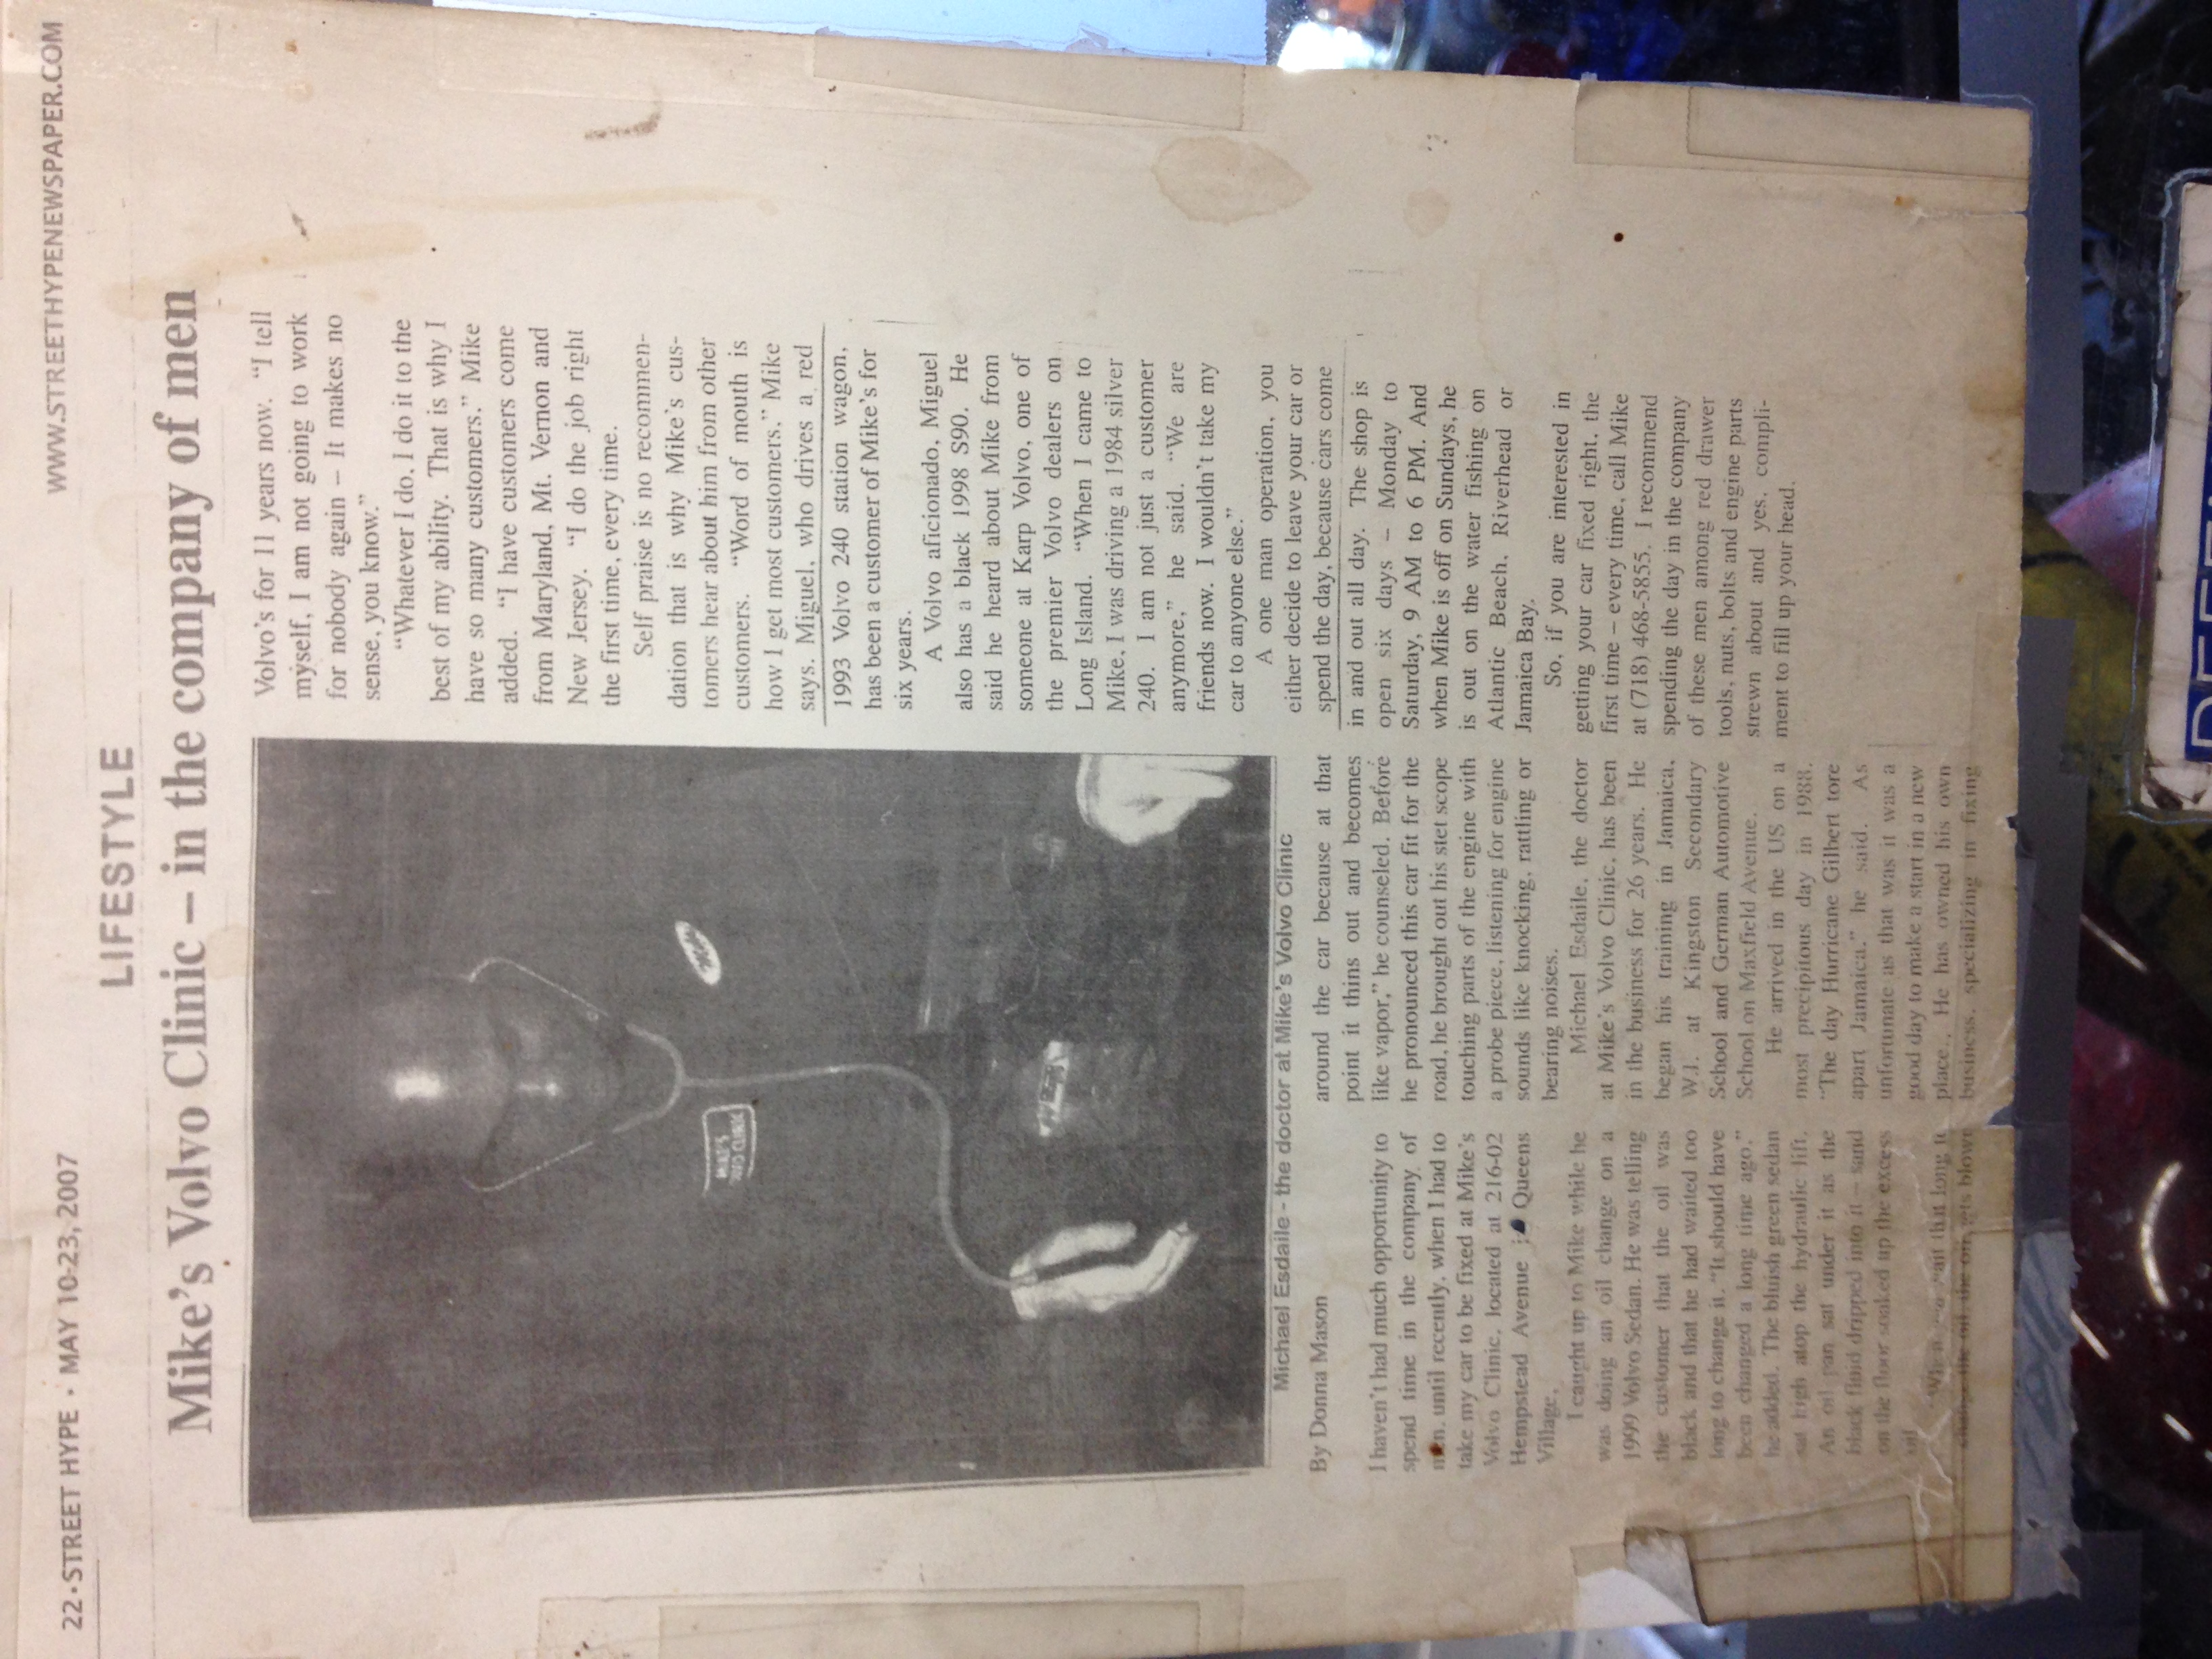 22 • STREET HYPE • MAY 10-23, 2007
WWW.STREETHYPENEWSPAPER.COM
LIFESTYLE
Mike's Volvo Clinic – in the company of men
MIKE'S
CLINIC
Michael Esdaile - the doctor at Mike's Volvo Clinic
By Donna Mason
I haven't had much opportunity to
spend time in the company of
men, until recently, when I had to
take my car to be fixed at Mike's
Volvo Clinic, located at 216-02
Hempstead Avenue Queens
Village.
I caught up to Mike while he
was doing an oil change on a
1999 Volvo Sedan. He was telling
the customer that the oil was
black and that he had waited too
long to change it. "It should have
been changed a long time ago."
he added. The bluish green sedan
sat high atop the hydraulic lift.
An oil pan sat under it as the
black fluid dripped into it – sand
on the floor soaked up the excess
oil.
"When wait that long to
the oil gets blown
around the car because at that
point it thins out and becomes
like vapor," he counseled. Before
he pronounced this car fit for the
road, he brought out his stet scope
touching parts of the engine with
a probe piece, listening for engine
sounds like knocking, rattling or
bearing noises.
Michael Esdaile, the doctor
at Mike's Volvo Clinic, has been
in the business for 26 years. He
began his training in Jamaica,
W.I. at Kingston Secondary
School and German Automotive
School on Maxfield Avenue.
He arrived in the US on a
most precipitous day in 1988.
"The day Hurricane Gilbert tore
apart Jamaica." he said. As
unfortunate as that was it was a
good day to make a start in a new
place.. He has owned his own
business, specializing in fixing
Volvo's for 11 years now. "I tell
myself, I am not going to work
for nobody again – It makes no
sense, you know."
"Whatever I do, I do it to the
best of my ability. That is why I
have so many customers." Mike
added. "I have customers come
from Maryland, Mt. Vernon and
New Jersey. "I do the job right
the first time, every time.
Self praise is no recommen-
dation that is why Mike's cus-
tomers hear about him from other
customers. "Word of mouth is
how I get most customers." Mike
says. Miguel, who drives a red
1993 Volvo 240 station wagon,
has been a customer of Mike's for
six years.
A Volvo aficionado, Miguel
also has a black 1998 S90. He
said he heard about Mike from
someone at Karp Volvo, one of
the premier Volvo dealers on
Long Island. "When I came to
Mike, I was driving a 1984 silver
240. I am not just a customer
anymore," he said. "We are
friends now. I wouldn't take my
car to anyone else."
A one man operation, you
either decide to leave your car or
spend the day, because cars come
in and out all day. The shop is
open six days – Monday to
Saturday, 9 AM to 6 PM. And
when Mike is off on Sundays, he
is out on the water fishing on
Atlantic Beach, Riverhead or
Jamaica Bay.
So, if you are interested in
getting your car fixed right, the
first time – every time, call Mike
at (718) 468-5855. I recommend
spending the day in the company
of these men among red drawer
tools, nuts, bolts and engine parts
strewn about and yes, compli-
ment to fill up your head.